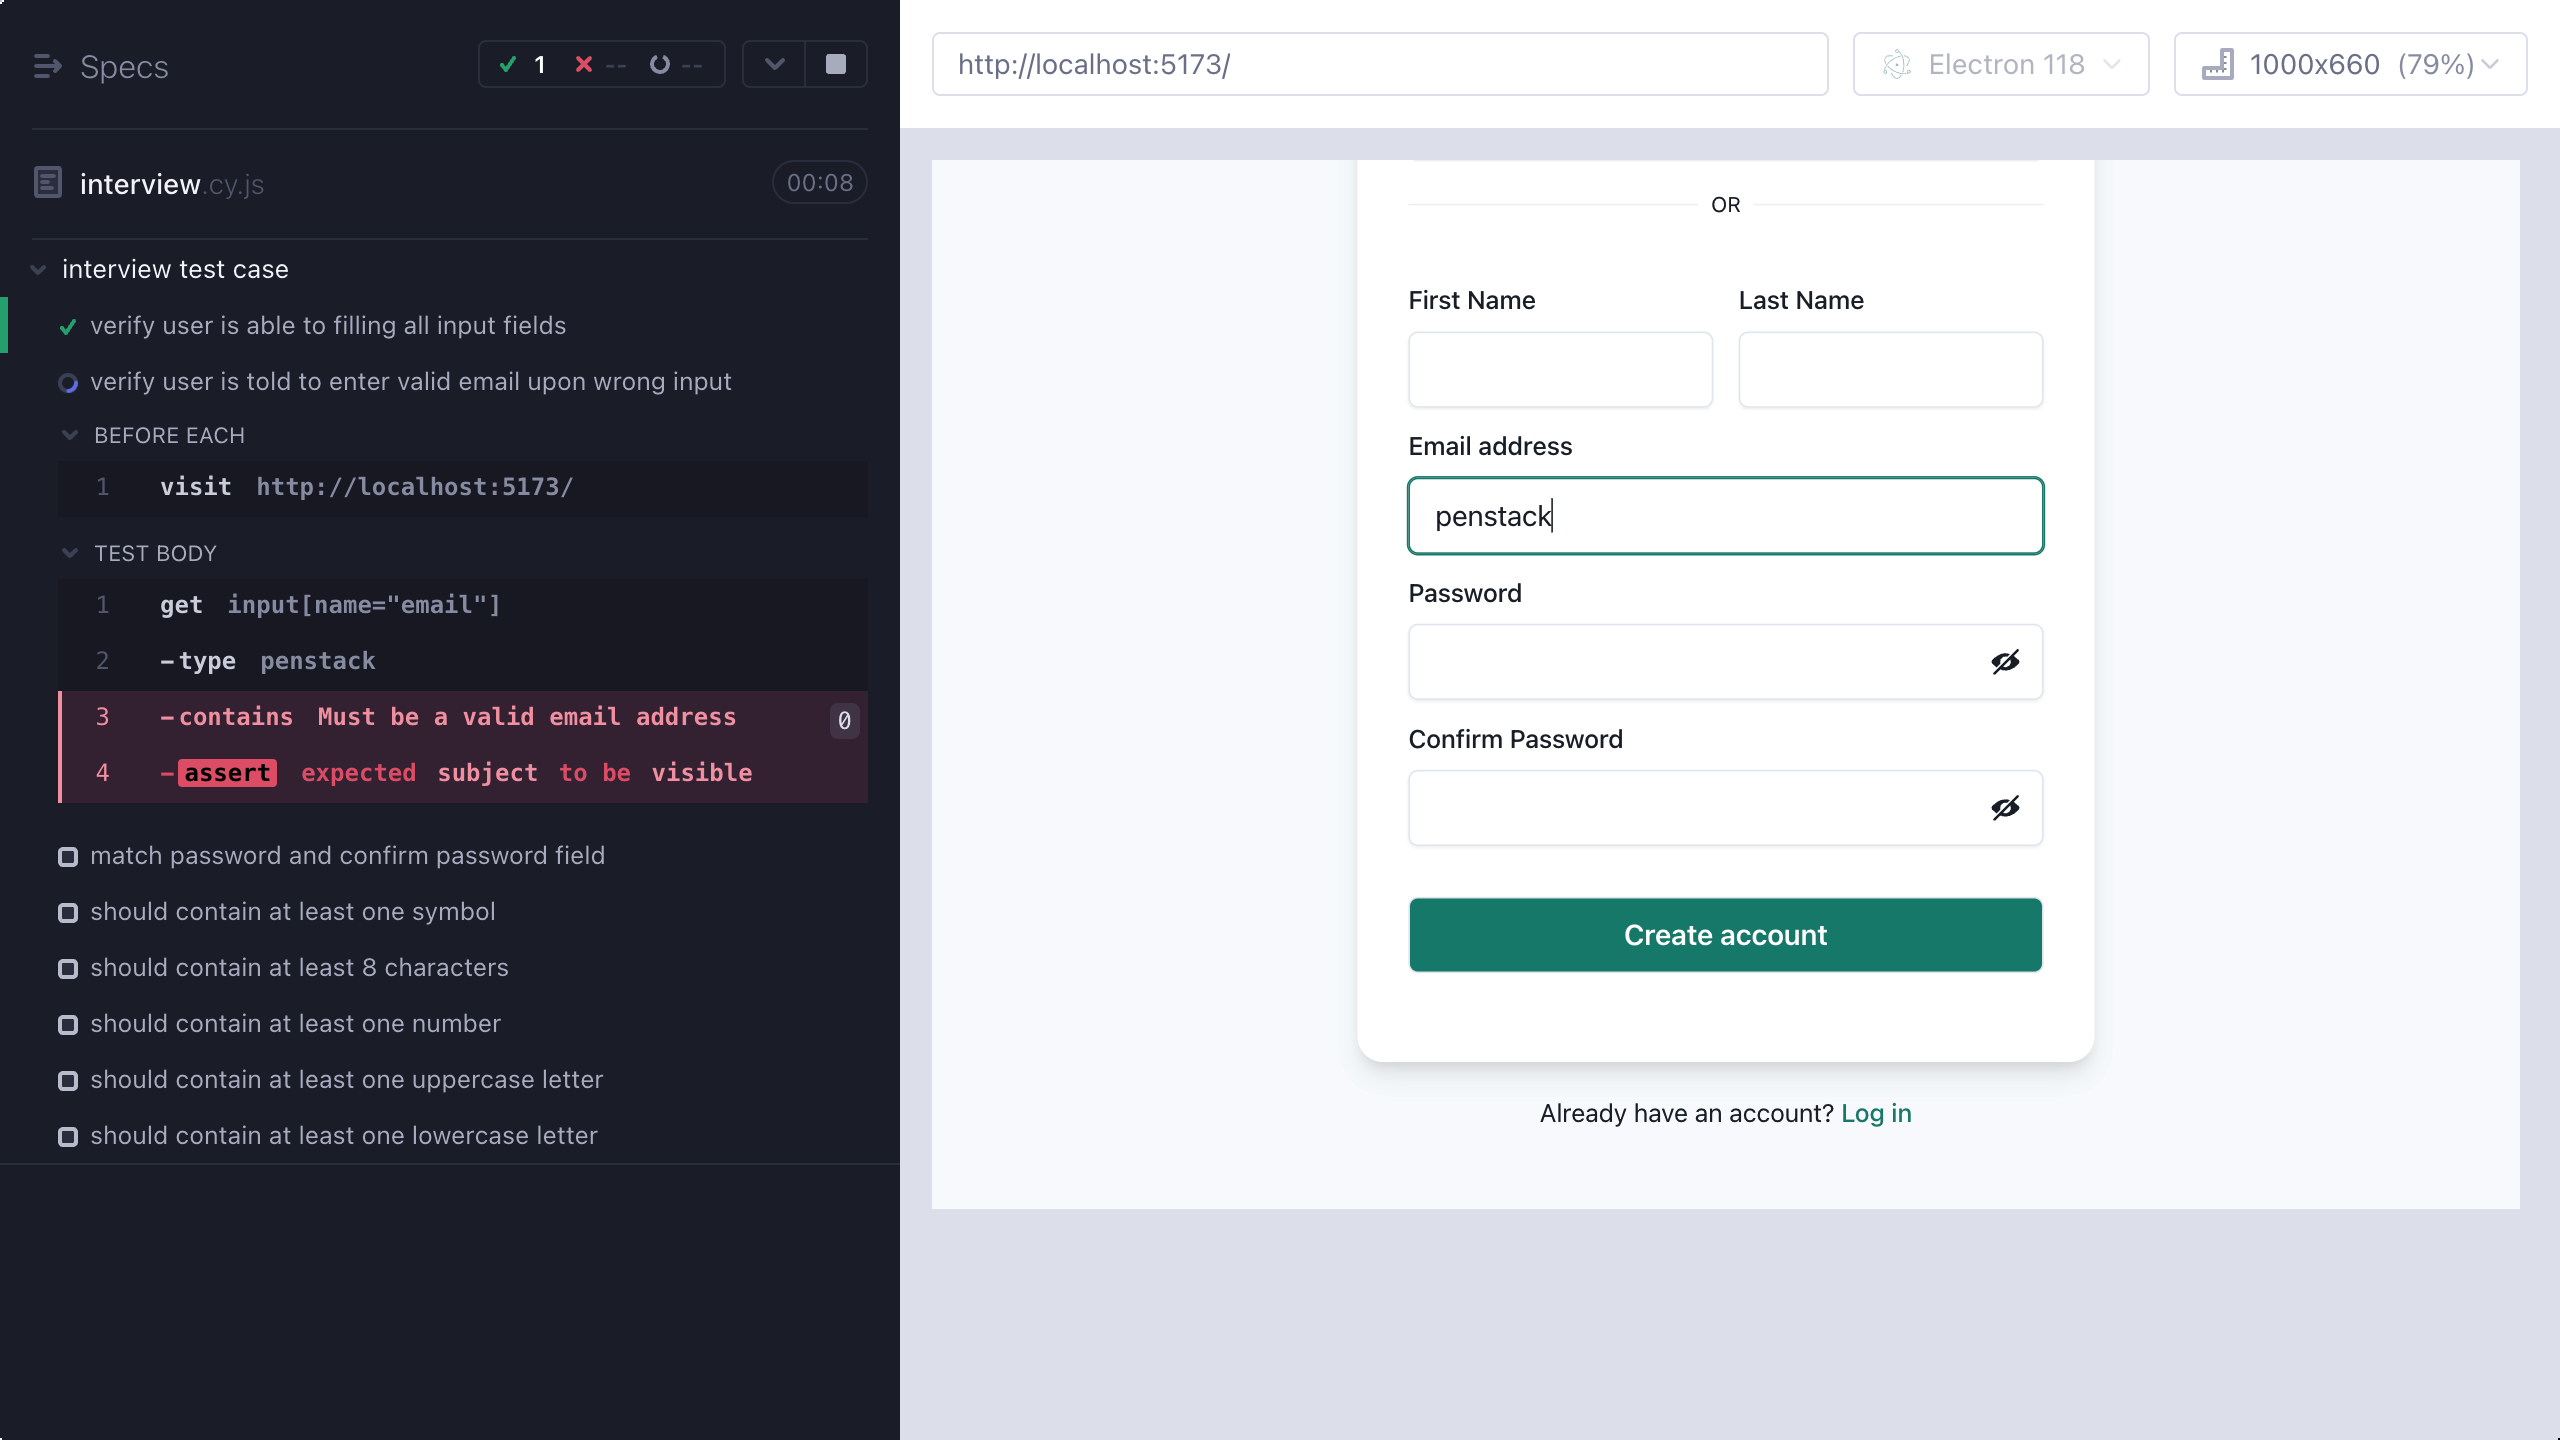 Specs
1 -- --
interview.cy.js
00:08
interview test case
verify user is able to filling all input fields
verify user is told to enter valid email upon wrong input
BEFORE EACH
1 visit http://localhost:5173/
TEST BODY
1 get input[name="email"]
2 -type penstack
3 -contains Must be a valid email address 0
4 -assert expected subject to be visible
match password and confirm password field
should contain at least one symbol
should contain at least 8 characters
should contain at least one number
should contain at least one uppercase letter
should contain at least one lowercase letter
http://localhost:5173/
Electron 118
1000x660 (79%)
OR
First Name Last Name
Email address
penstack
Password
Confirm Password
Create account
Already have an account? Log in